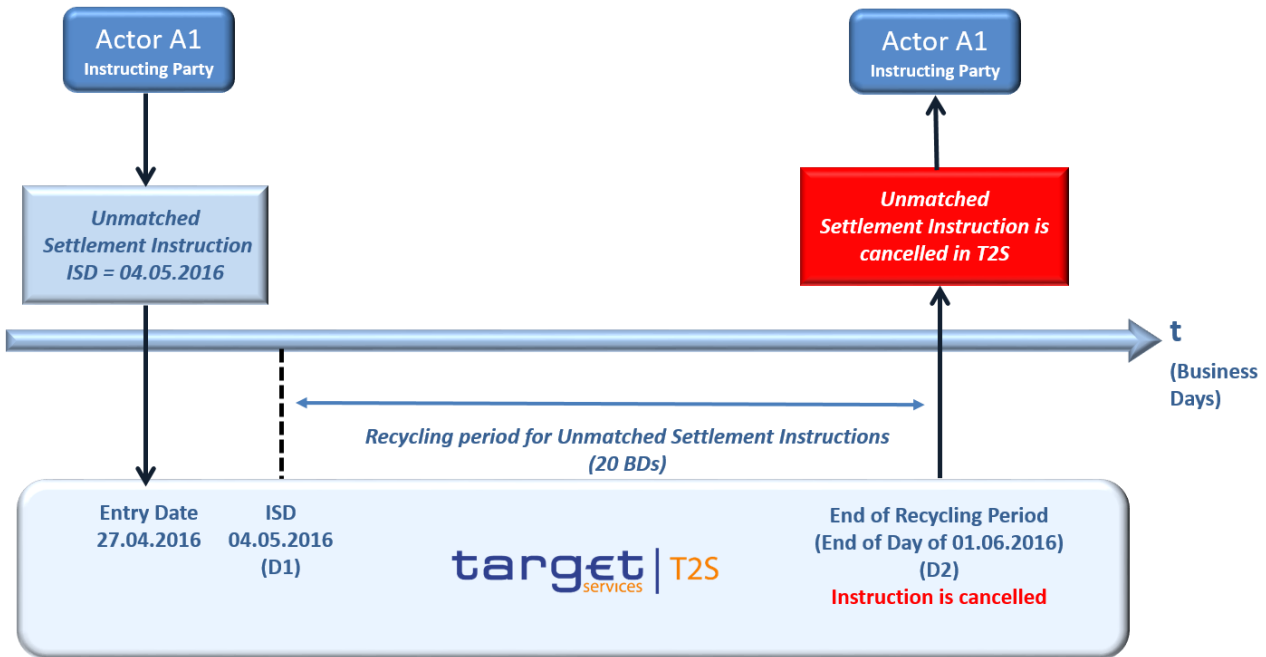 Actor A1
Instructing Party
Actor A1
Instructing Party
Unmatched
Settlement Instruction
ISD = 04.05.2016
Unmatched
Settlement Instruction is
cancelled in T2S
t
(Business
Days)
Recycling period for Unmatched Settlement Instructions
(20 BDs)
Entry Date
27.04.2016
ISD
04.05.2016
(D1)
target
services
T2S
End of Recycling Period
(End of Day of 01.06.2016)
(D2)
Instruction is cancelled